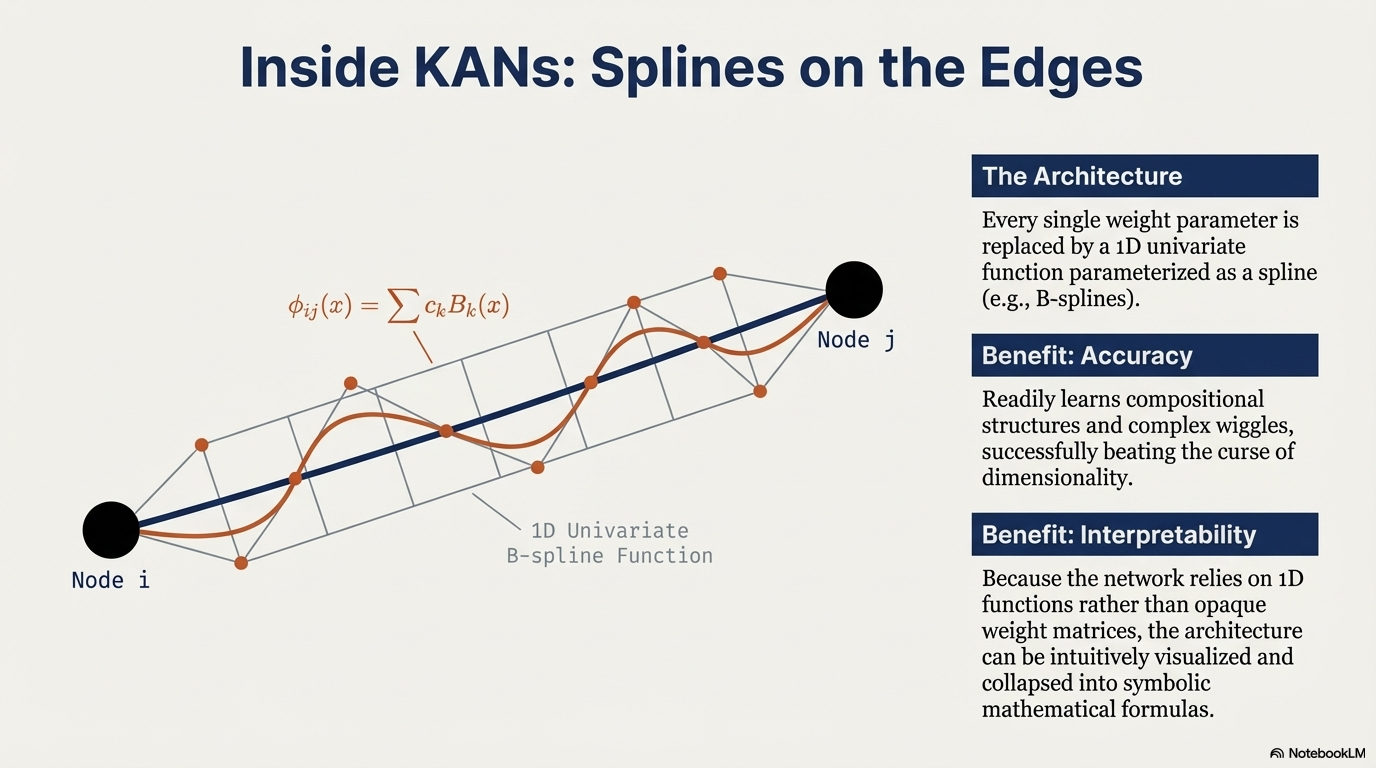 Inside KANs: Splines on the Edges
ϕᵢⱼ(x) = ∑ cₖBₖ(x)
Node j
1D Univariate
B-spline Function
Node i
The Architecture
Every single weight parameter is
replaced by a 1D univariate
function parameterized as a spline
(e.g., B-splines).
Benefit: Accuracy
Readily learns compositional
structures and complex wiggles,
successfully beating the curse of
dimensionality.
Benefit: Interpretability
Because the network relies on 1D
functions rather than opaque
weight matrices, the architecture
can be intuitively visualized and
collapsed into symbolic
mathematical formulas.
NotebookLM